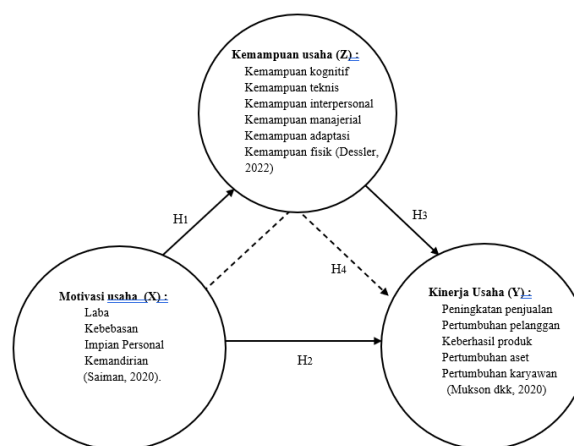 Kemampuan usaha (Z) :
Kemampuan kognitif
Kemampuan teknis
Kemampuan interpersonal
Kemampuan manajerial
Kemampuan adaptasi
Kemampuan fisik (Dessler,
2022)
H1
H3
H4
Motivasi usaha (X) :
Laba
Kebebasan
Impian Personal
Kemandirian
(Saiman, 2020).
H2
Kinerja Usaha (Y) :
Peningkatan penjualan
Pertumbuhan pelanggan
Keberhasil produk
Pertumbuhan aset
Pertumbuhan karyawan
(Mukson dkk, 2020)